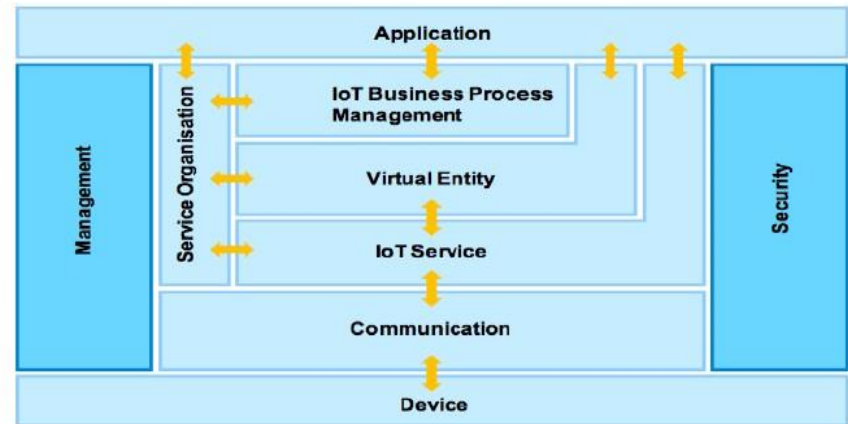 Application
Management
Service Organisation
IoT Business Process
Management
Virtual Entity
IoT Service
Communication
Security
Device